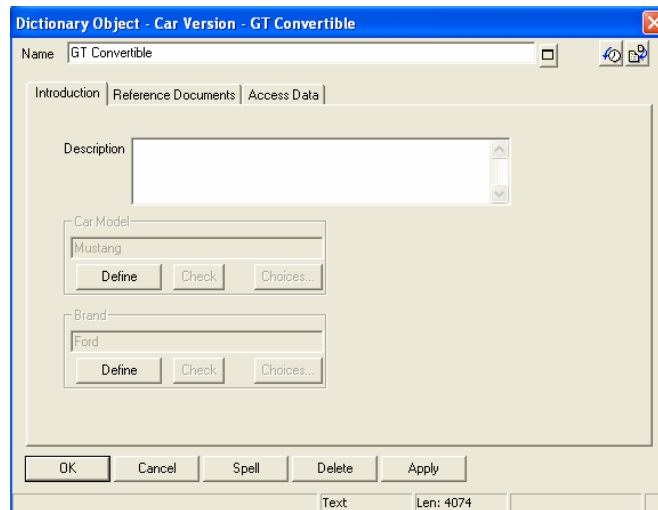 Dictionary Object - Car Version - GT Convertible
Name GT Convertible
Introduction Reference Documents Access Data
Description
Car Model
Mustang
Define Check Choices...
Brand
Ford
Define Check Choices...
OK Cancel Spell Delete Apply
Text Len: 4074